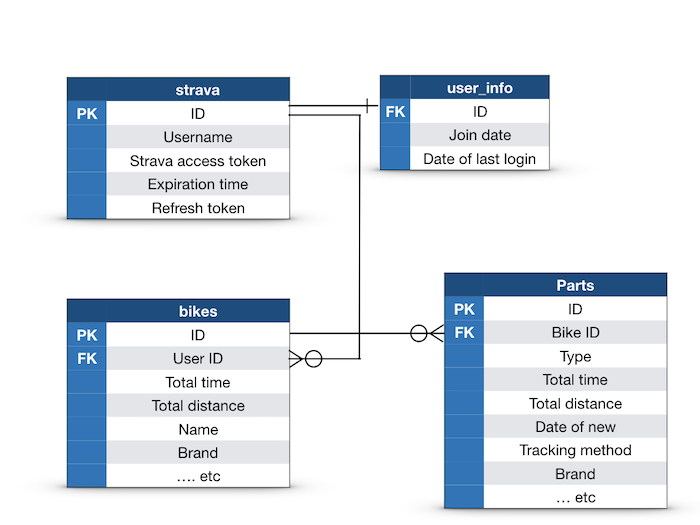 strava
PK ID
Username
Strava access token
Expiration time
Refresh token
user_info
FK ID
Join date
Date of last login
bikes
PK ID
FK User ID
Total time
Total distance
Name
Brand
…. etc
Parts
PK ID
FK Bike ID
Type
Total time
Total distance
Date of new
Tracking method
Brand
… etc